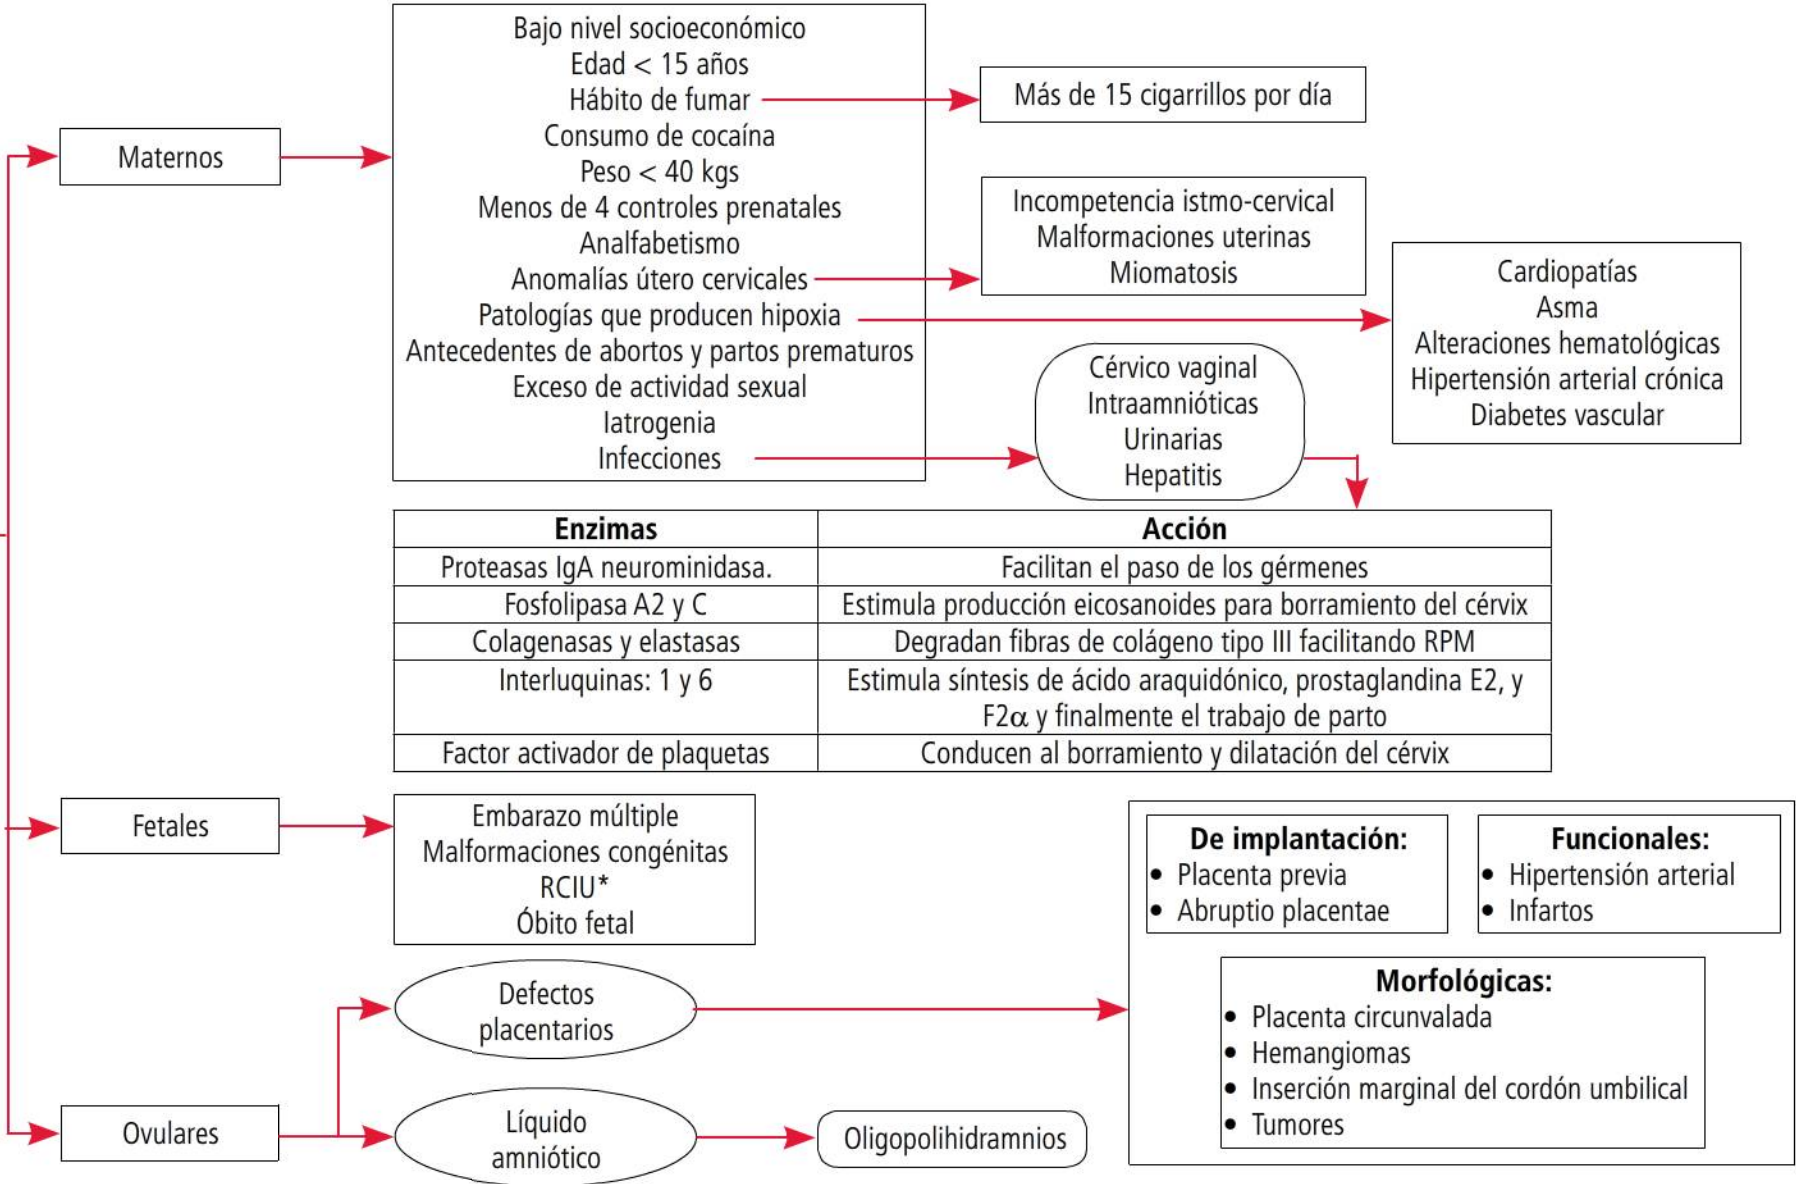 Maternos
Bajo nivel socioeconómico
Edad < 15 años
Hábito de fumar
Consumo de cocaína
Peso < 40 kgs
Menos de 4 controles prenatales
Analfabetismo
Anomalías útero cervicales
Patologías que producen hipoxia
Antecedentes de abortos y partos prematuros
Exceso de actividad sexual
Iatrogenia
Infecciones
Más de 15 cigarrillos por día
Incompetencia istmo-cervical
Malformaciones uterinas
Miomatosis
Cardiopatías
Asma
Alteraciones hematológicas
Hipertensión arterial crónica
Diabetes vascular
Cérvico vaginal
Intraamnióticas
Urinarias
Hepatitis
Enzimas Acción
Proteasas IgA neurominidasa. Facilitan el paso de los gérmenes
Fosfolipasa A2 y C Estimula producción eicosanoides para borramiento del cérvix
Colagenasas y elastasas Degradan fibras de colágeno tipo III facilitando RPM
Interluquinas: 1 y 6 Estimula síntesis de ácido araquidónico, prostaglandina E2, y
F2α y finalmente el trabajo de parto
Factor activador de plaquetas Conducen al borramiento y dilatación del cérvix
Fetales
Embarazo múltiple
Malformaciones congénitas
RCIU*
Óbito fetal
Ovulares
Defectos
placentarios
De implantación:
• Placenta previa
• Abruptio placentae
Funcionales:
• Hipertensión arterial
• Infartos
Morfológicas:
• Placenta circunvalada
• Hemangiomas
• Inserción marginal del cordón umbilical
• Tumores
Líquido
amniótico
Oligopolihidramnios